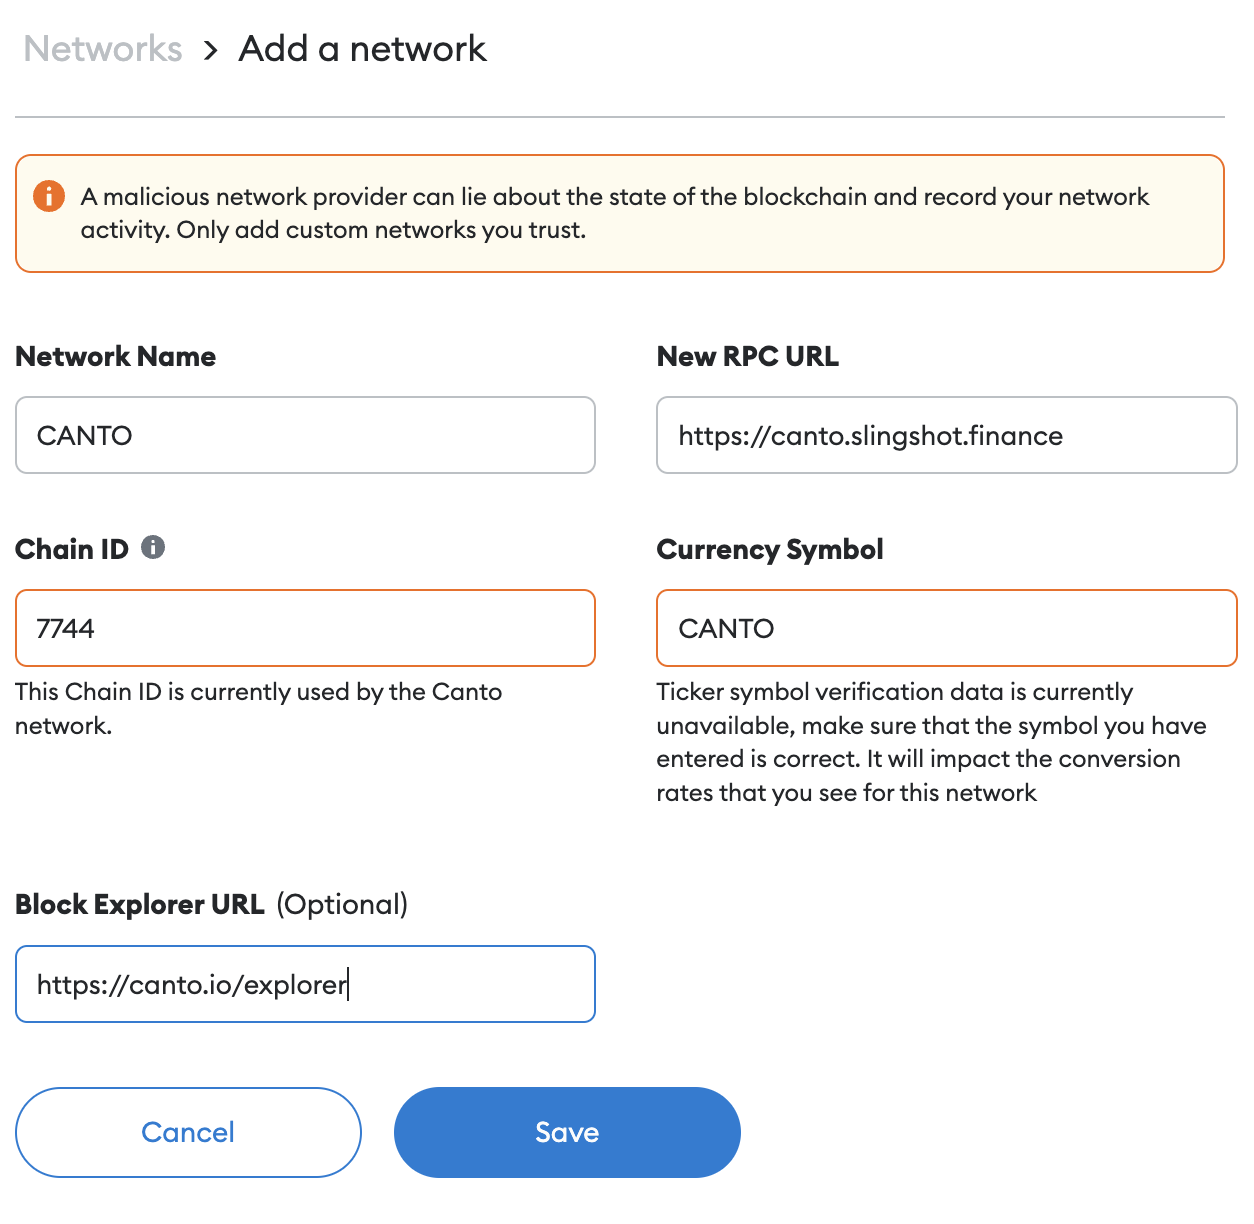 Networks > Add a network
A malicious network provider can lie about the state of the blockchain and record your network
activity. Only add custom networks you trust.
Network Name
CANTO
New RPC URL
https://canto.slingshot.finance
Chain ID
7744
This Chain ID is currently used by the Canto
network.
Currency Symbol
CANTO
Ticker symbol verification data is currently
unavailable, make sure that the symbol you have
entered is correct. It will impact the conversion
rates that you see for this network
Block Explorer URL (Optional)
https://canto.io/explorer
Cancel
Save